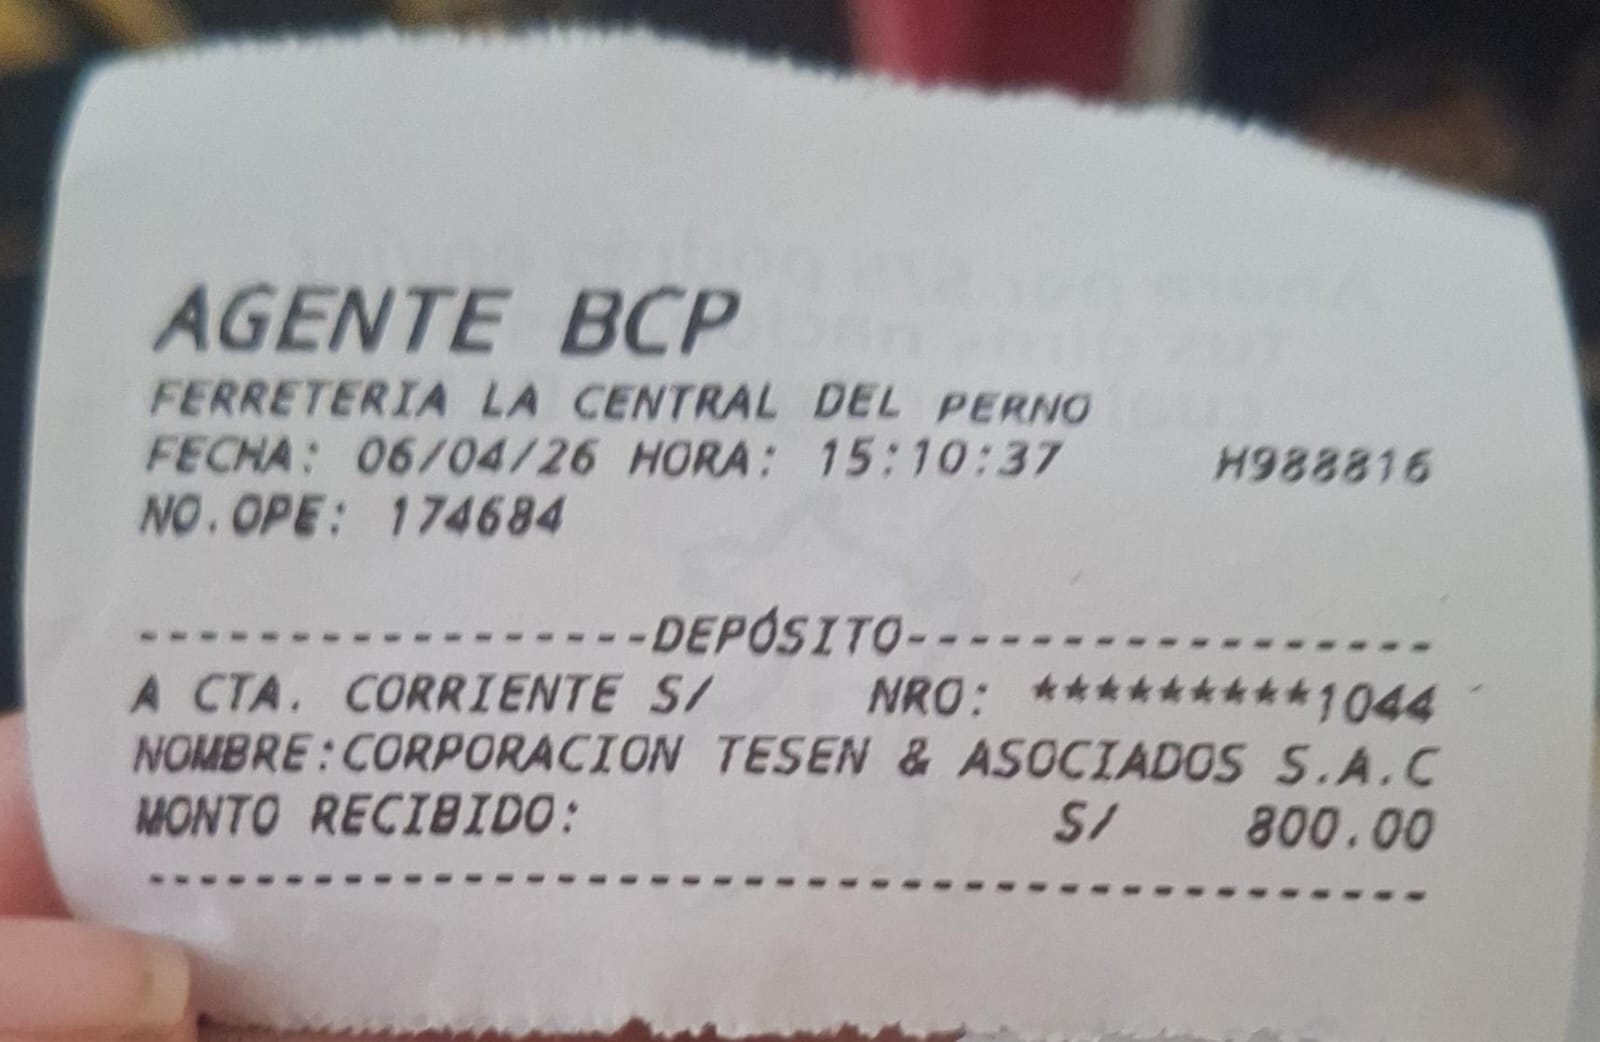 AGENTE BCP
FERRETERIA LA CENTRAL DEL PERNO
FECHA: 06/04/26 HORA: 15:10:37 H988816
NO.OPE: 174684
-----------------DEPÓSITO-----------------
A CTA. CORRIENTE S/ NRO: *********1044
NOMBRE:CORPORACION TESEN & ASOCIADOS S.A.C
MONTO RECIBIDO: S/ 800.00
------------------------------------------